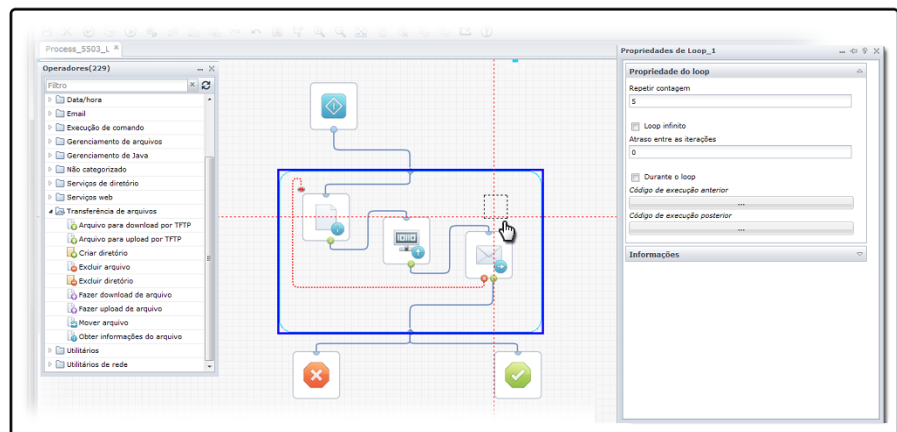 Process_5503_L
Operadores(229)
Filtro
Data/hora
Email
Execução de comando
Gerenciamento de arquivos
Gerenciamento de Java
Não categorizado
Serviços de diretório
Serviços web
Transferência de arquivos
Arquivo para download por TFTP
Arquivo para upload por TFTP
Criar diretório
Excluir arquivo
Excluir diretório
Fazer download de arquivo
Fazer upload de arquivo
Mover arquivo
Obter informações do arquivo
Utilitários
Utilitários de rede
Propriedades de Loop_1
Propriedade do loop
Repetir contagem
5
Loop infinito
Atraso entre as iterações
0
Durante o loop
Código de execução anterior
...
Código de execução posterior
...
Informações